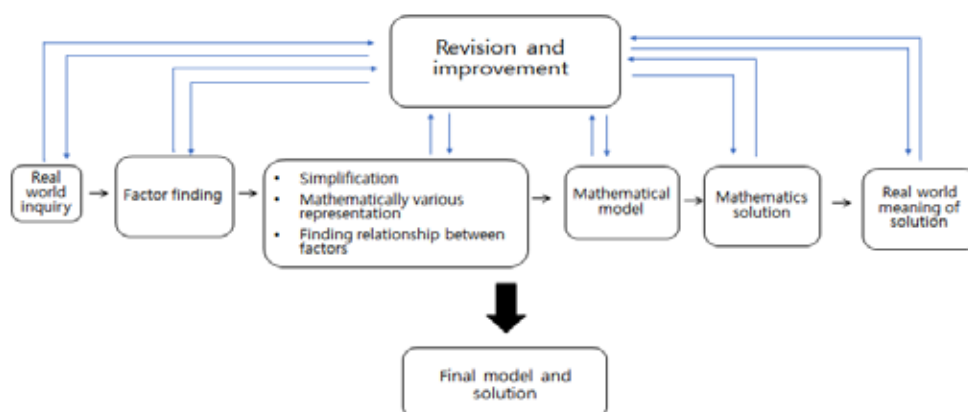 Revision and
improvement
Real
world
inquiry
Factor finding
• Simplification
• Mathematically various
representation
• Finding relationship between
factors
Mathematical
model
Mathematics
solution
Real world
meaning of
solution
Final model and
solution